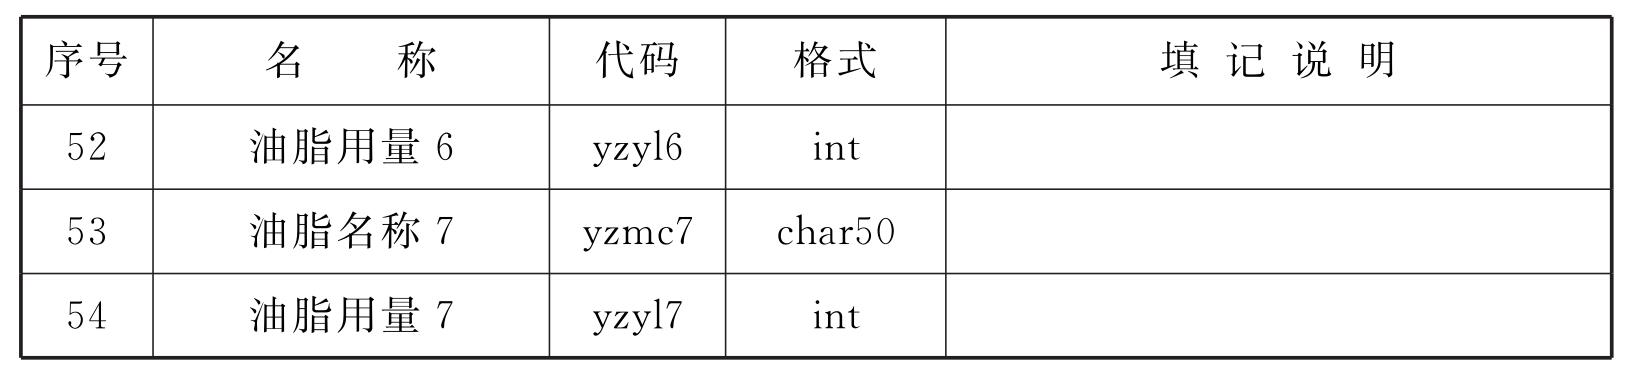 序号 名 称 代码 格式 填 记 说 明
52 油脂用量 6 yzyl6 int
53 油脂名称 7 yzmc7 char50
54 油脂用量 7 yzyl7 int